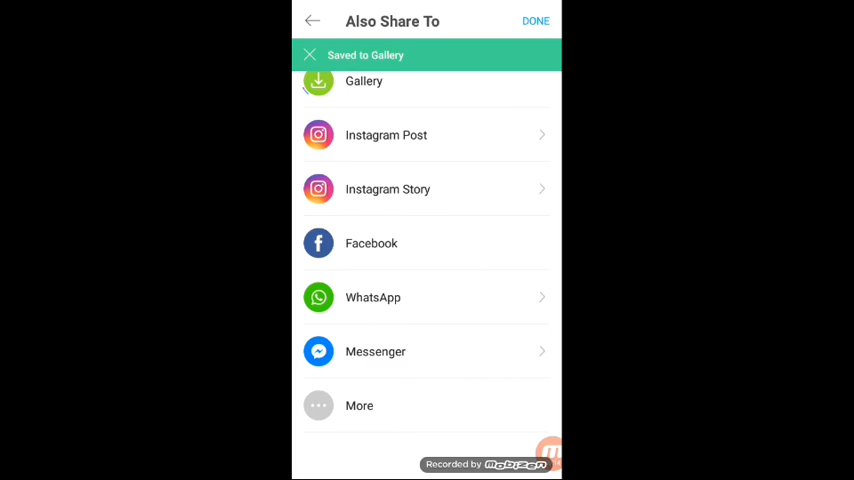 Also Share To
DONE
Saved to Gallery
Gallery
Instagram Post
Instagram Story
Facebook
WhatsApp
Messenger
More
Recorded by mobizen